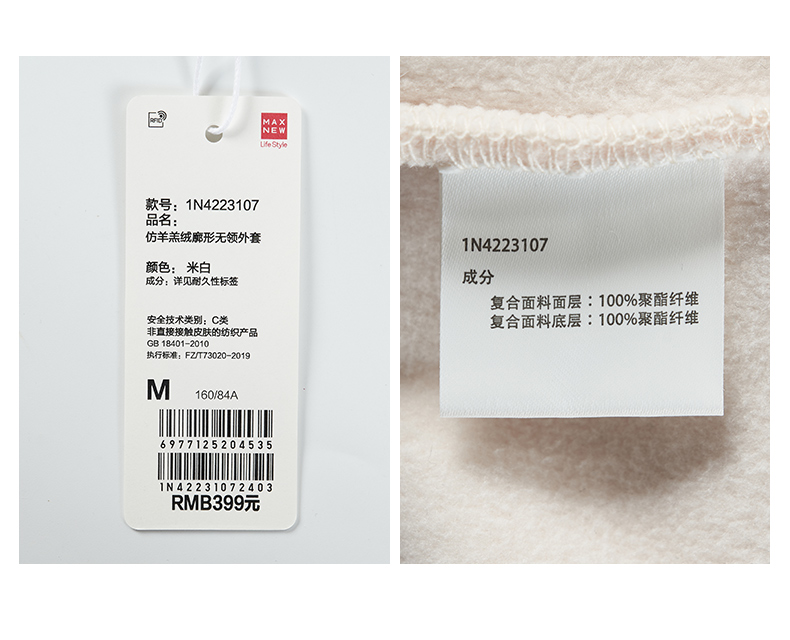 RFID
MAX
NEW
Life Style
款号: 1N4223107
品名:
仿羊羔绒廓形无领外套
颜色: 米白
成分: 详见耐久性标签
安全技术类别: C类
非直接接触皮肤的纺织产品
GB 18401-2010
执行标准: FZ/T73020-2019
M 160/84A
6977125204535
1N42231072403
RMB399元
1N4223107
成分
复合面料面层：100%聚酯纤维
复合面料底层：100%聚酯纤维